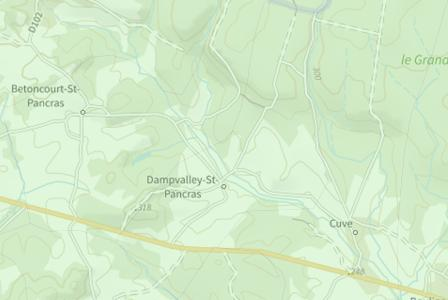 D102
300
le Grand
Betoncourt-St-
Pancras
Dampvalley-St-
Pancras
318
Cuve
248